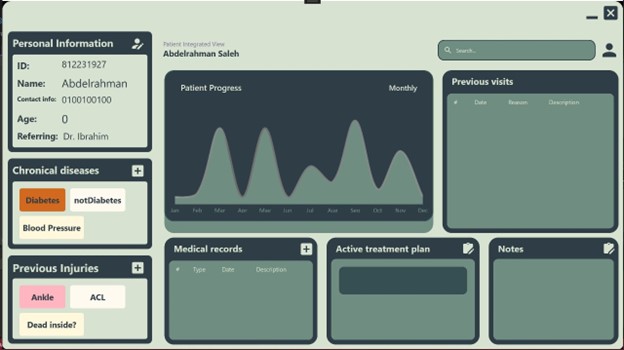 Personal Information
ID: 812231927
Name: Abdelrahman
Contact info: 0100100100
Age: 0
Referring: Dr. Ibrahim
Chronical diseases
Diabetes notDiabetes
Blood Pressure
Previous Injuries
Ankle ACL
Dead inside?
Patient Integrated View
Abdelrahman Saleh
Search..
Patient Progress Monthly
Jan Feb Mar Apr May Jun Jul Aug Sep Oct Nov Dec
Previous visits
# Date Reason Description
Medical records
# Type Date Description
Active treatment plan
Notes